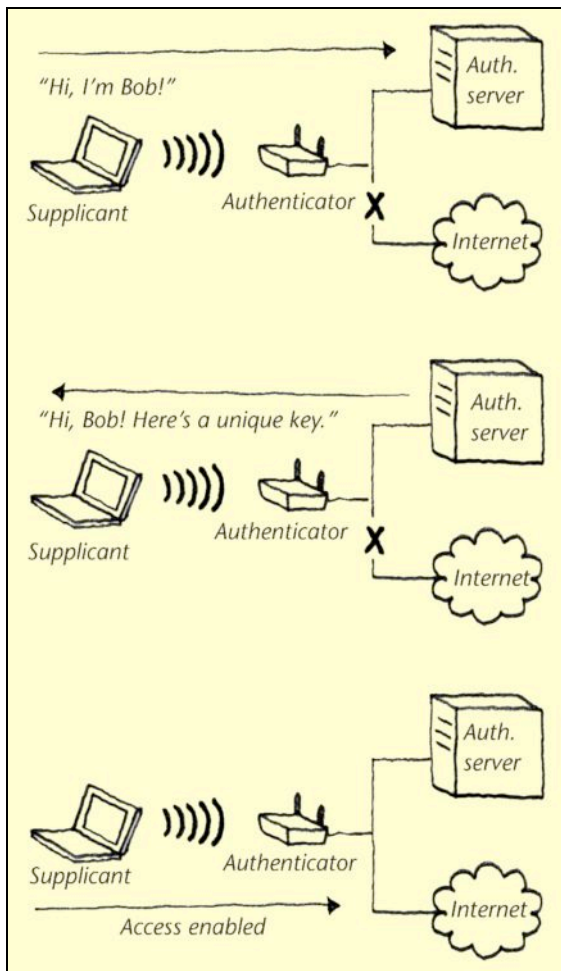 "Hi, I'm Bob!"
Auth.
server
Supplicant
Authenticator
X
Internet
"Hi, Bob! Here's a unique key."
Auth.
server
Supplicant
Authenticator
X
Internet
Auth.
server
Supplicant
Authenticator
Internet
Access enabled